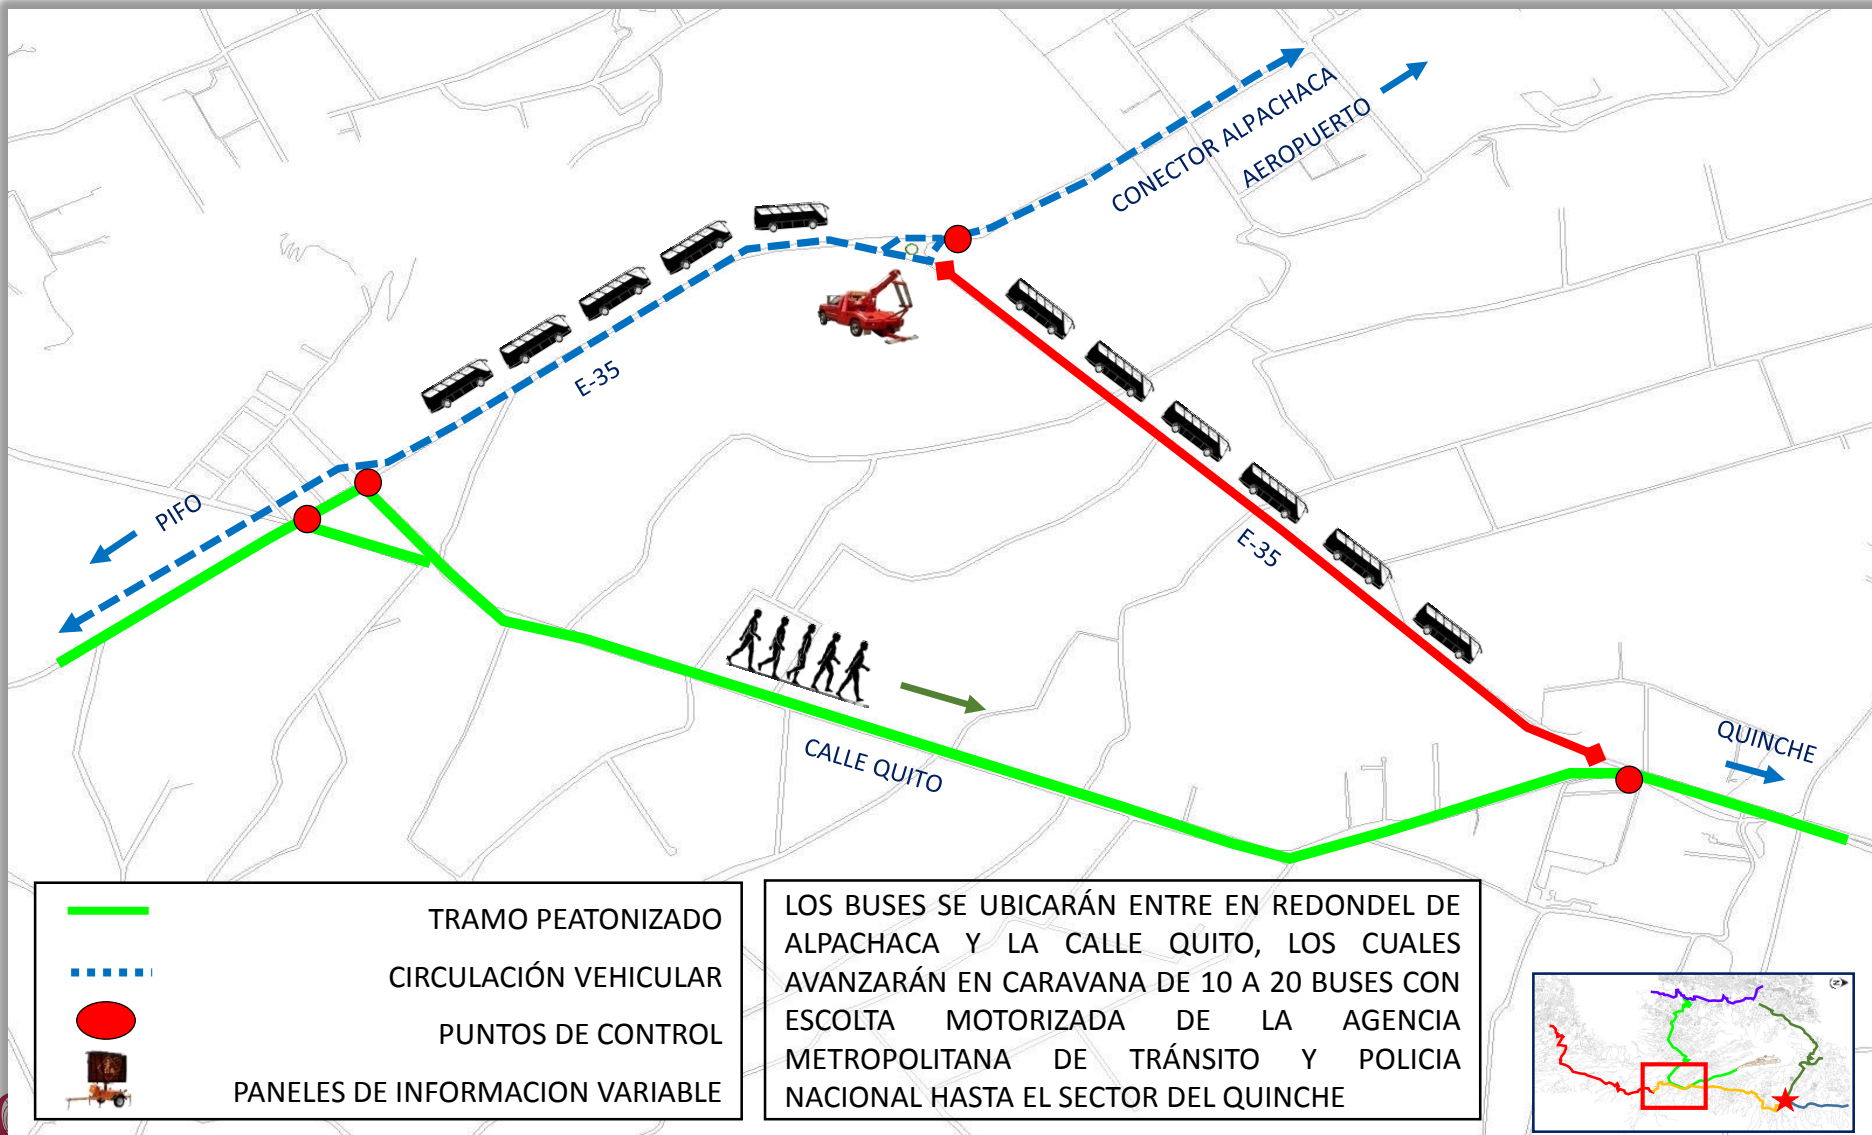 CONECTOR ALPACHACA
AEROPUERTO
E-35
PIFO
E-35
CALLE QUITO
QUINCHE
TRAMO PEATONIZADO
CIRCULACIÓN VEHICULAR
PUNTOS DE CONTROL
PANELES DE INFORMACION VARIABLE
LOS BUSES SE UBICARÁN ENTRE EN REDONDEL DE
ALPACHACA Y LA CALLE QUITO, LOS CUALES
AVANZARÁN EN CARAVANA DE 10 A 20 BUSES CON
ESCOLTA MOTORIZADA DE LA AGENCIA
METROPOLITANA DE TRÁNSITO Y POLICIA
NACIONAL HASTA EL SECTOR DEL QUINCHE